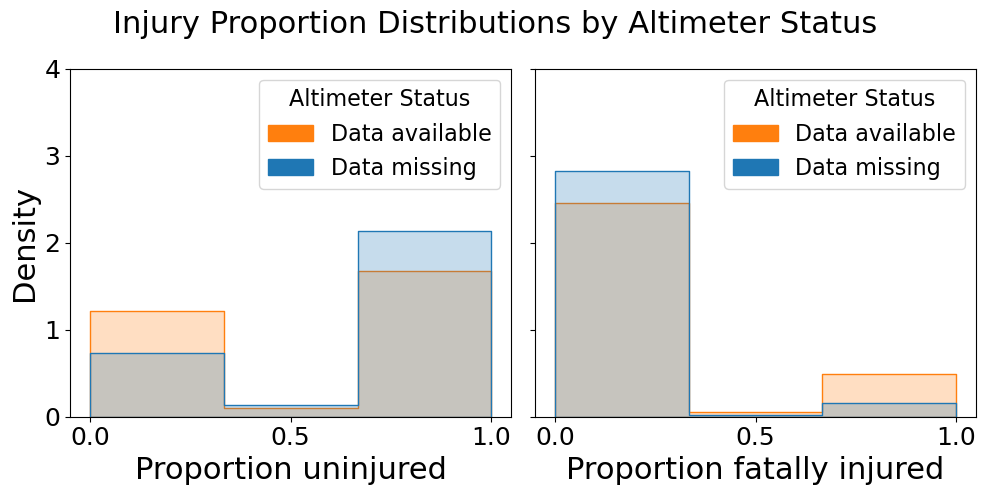 Injury Proportion Distributions by Altimeter Status
Density
4
3
2
1
0
Altimeter Status
Data available
Data missing
0.0 0.5 1.0
Proportion uninjured
Altimeter Status
Data available
Data missing
0.0 0.5 1.0
Proportion fatally injured